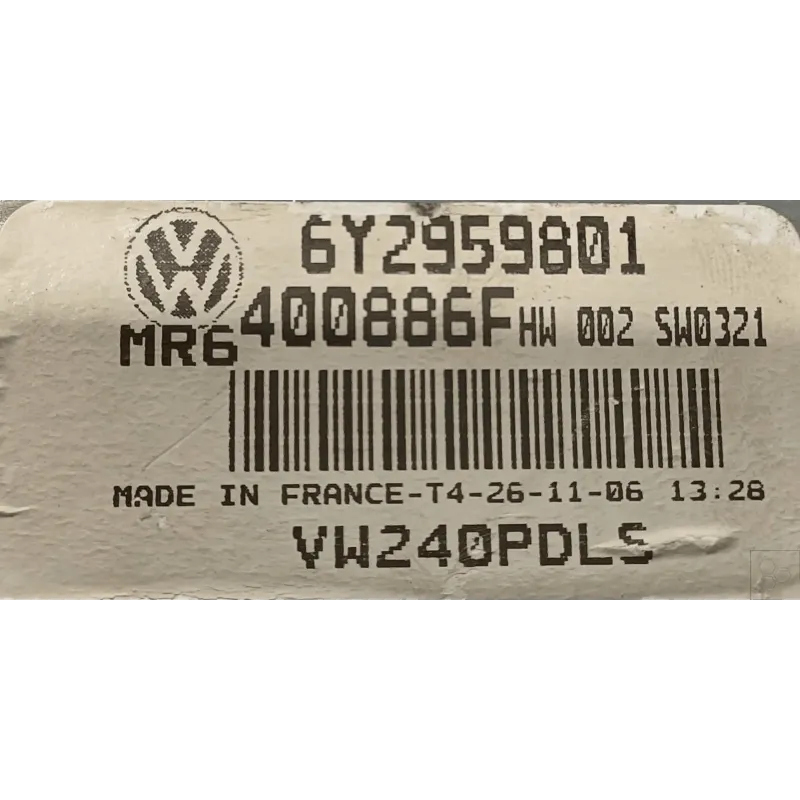 6Y2959801
MR6 400886F HW 002 SW0321
MADE IN FRANCE-T4-26-11-06 13:28
VW240PDLS